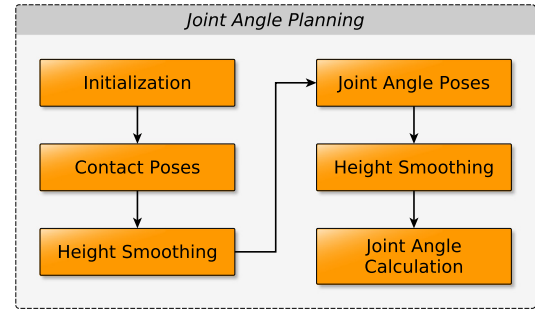 Joint Angle Planning
Initialization
Contact Poses
Height Smoothing
Joint Angle Poses
Height Smoothing
Joint Angle
Calculation